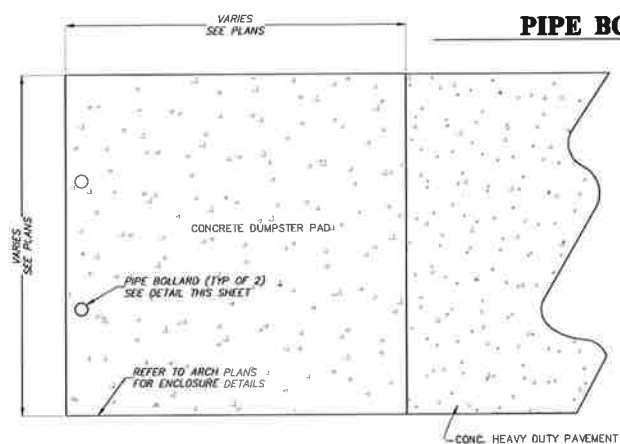 VARIES
SEE PLANS
PIPE BO
VARIES
SEE PLANS
CONCRETE DUMPSTER PAD
PIPE BOLLARD (TYP OF 2)
SEE DETAIL THIS SHEET
REFER TO ARCH PLANS
FOR ENCLOSURE DETAILS
CONC. HEAVY DUTY PAVEMENT